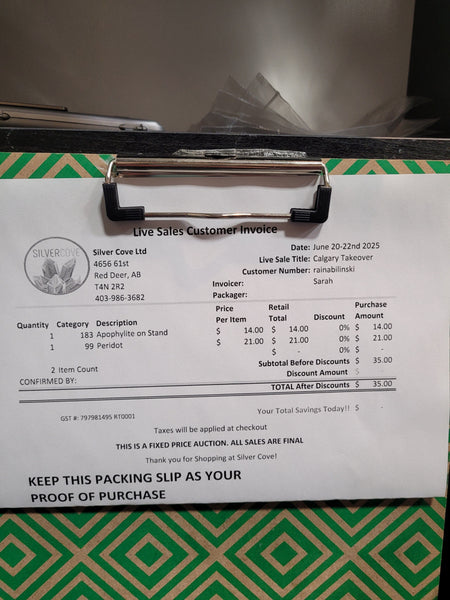 Live Sales Customer Invoice
SILVERCOVE
Silver Cove Ltd
4656 61st
Red Deer, AB
T4N 2R2
403-986-3682
Date: June 20-22nd 2025
Live Sale Title: Calgary Takeover
Customer Number: rainabilinski
Invoicer: Sarah
Packager:
Quantity Category Description Price Per Item Retail Total Discount Purchase Amount
1 183 Apophylite on Stand $ 14.00 $ 14.00 0% $ 14.00
1 99 Peridot $ 21.00 $ 21.00 0% $ 21.00
$ - 0% $ -
2 Item Count
Subtotal Before Discounts $ 35.00
Discount Amount $ -
CONFIRMED BY:
TOTAL After Discounts $ 35.00
GST #: 797981495 RT0001
Your Total Savings Today!! $ -
Taxes will be applied at checkout
THIS IS A FIXED PRICE AUCTION. ALL SALES ARE FINAL
Thank you for Shopping at Silver Cove!
KEEP THIS PACKING SLIP AS YOUR
PROOF OF PURCHASE